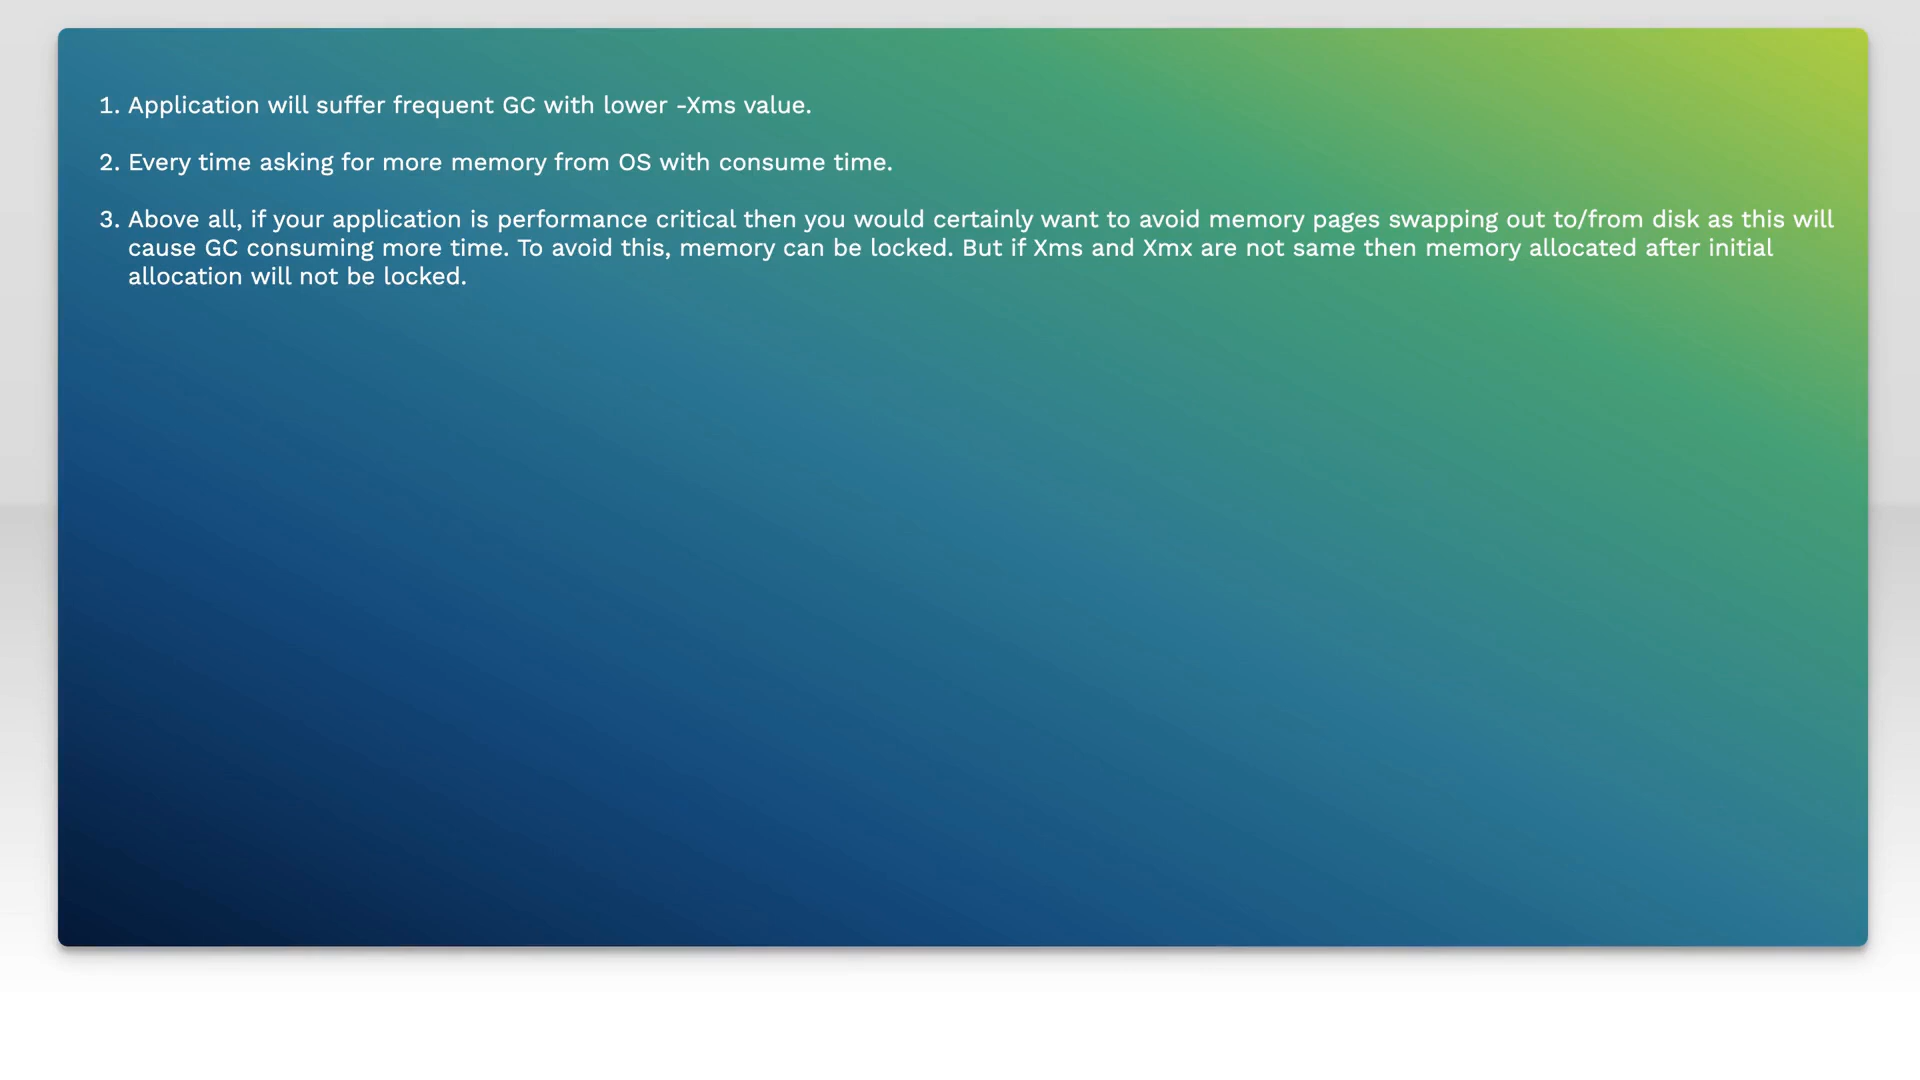 1. Application will suffer frequent GC with lower -Xms value.
2. Every time asking for more memory from OS with consume time.
3. Above all, if your application is performance critical then you would certainly want to avoid memory pages swapping out to/from disk as this will
cause GC consuming more time. To avoid this, memory can be locked. But if Xms and Xmx are not same then memory allocated after initial
allocation will not be locked.